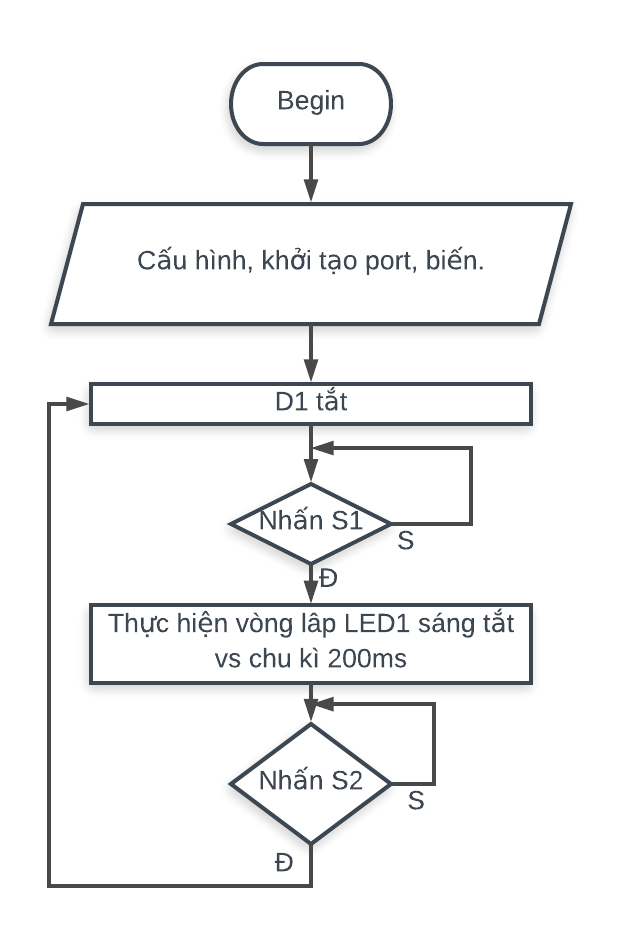 Begin
Cấu hình, khởi tạo port, biến.
D1 tắt
Nhấn S1
S
Đ
Thực hiện vòng lâp LED1 sáng tắt
vs chu kì 200ms
Nhấn S2
S
Đ